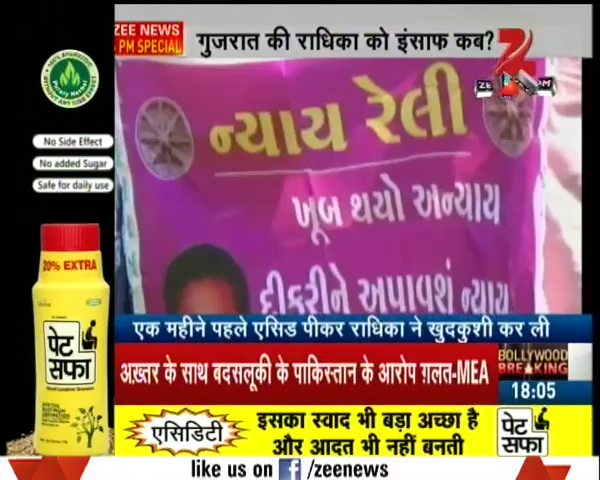 ZEE NEWS
5 PM SPECIAL
गुजरात की राधिका को इंसाफ कब?
No Side Effect
No added Sugar
Safe for daily use
ન્યાય રેલી
ખૂબ થયો અન્યાય
દીકરીને અપાવશું ન્યાય
एक महीने पहले एसिड पीकर राधिका ने खुदकुशी कर ली
अख़्तर के साथ बदसलूकी के पाकिस्तान के आरोप ग़लत-MEA
BOLLYWOOD
BREAKING
18:05
20% EXTRA
पेट
सफा
एसिडिटी
इसका स्वाद भी बड़ा अच्छा है
और आदत भी नहीं बनती
पेट
सफा
like us on f/zeenews